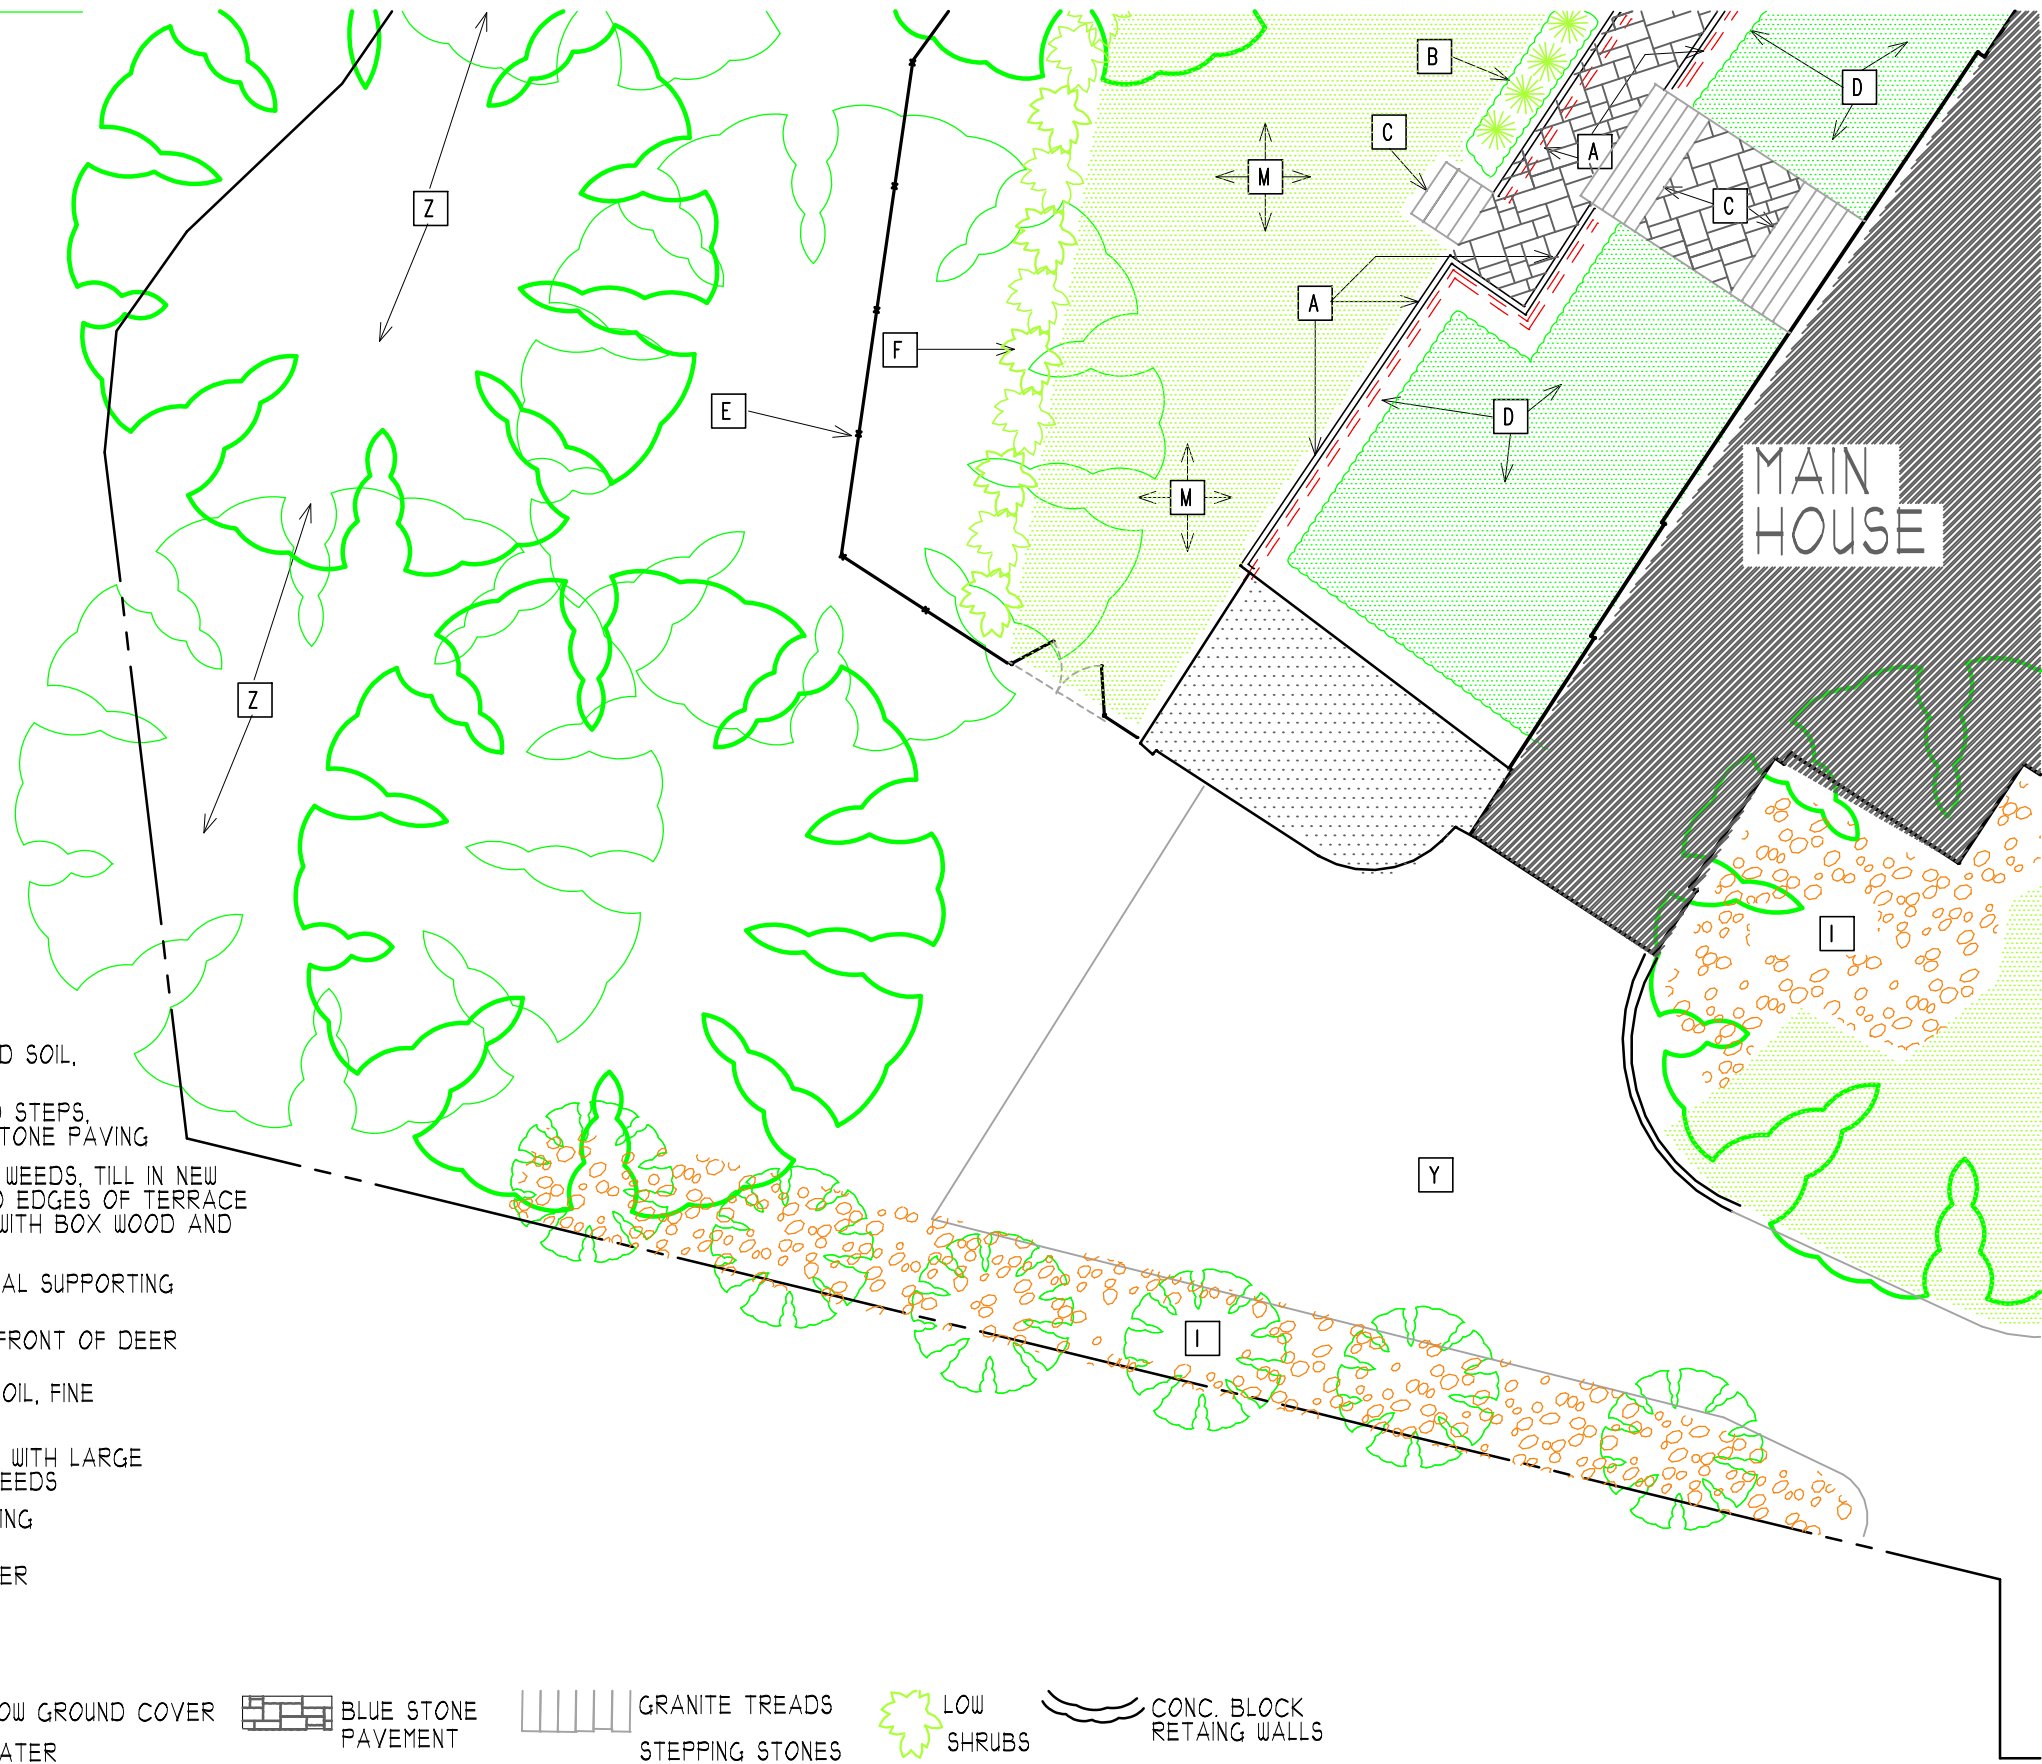 B
D
C
A
M
Z
C
A
F
E
D
MAIN
HOUSE
M
Z
I
D SOIL,
STEPS,
TONE PAVING
WEEDS, TILL IN NEW
EDGES OF TERRACE
WITH BOX WOOD AND
Y
AL SUPPORTING
FRONT OF DEER
I
OIL, FINE
WITH LARGE
EEDS
ING
ER
OW GROUND COVER
BLUE STONE
PAVEMENT
GRANITE TREADS
STEPPING STONES
LOW
SHRUBS
CONC. BLOCK
RETAING WALLS
ATER